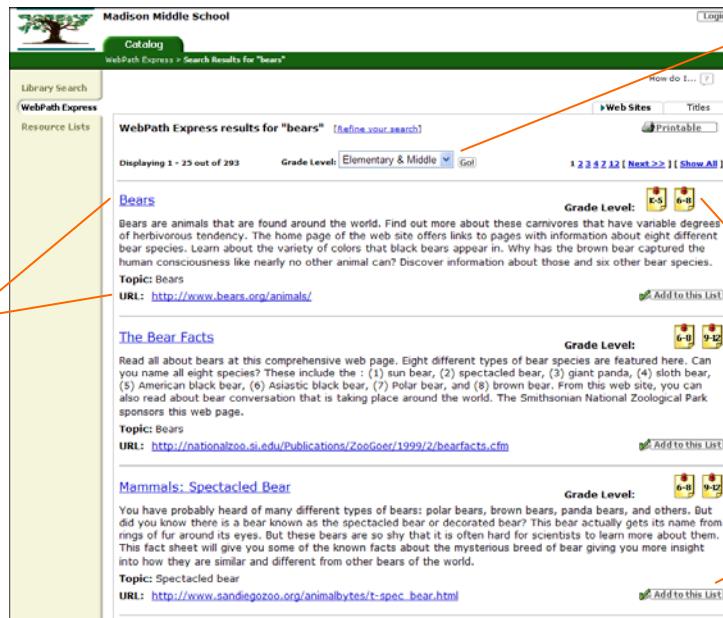 Madison Middle School
Login
Catalog
WebPath Express > Search Results for "bears"
How do I... ?
Library Search
WebPath Express
Resource Lists
Web Sites Titles
WebPath Express results for "bears" [Refine your search]
Printable
Displaying 1 - 25 out of 293 Grade Level: Elementary & Middle Go! 1 2 3 4 7 12 [ Next >> ] [ Show All ]
Bears
Grade Level: K-5 6-8
Bears are animals that are found around the world. Find out more about these carnivores that have variable degrees
of herbivorous tendency. The home page of the web site offers links to pages with information about eight different
bear species. Learn about the variety of colors that black bears appear in. Why has the brown bear captured the
human consciousness like nearly no other animal can? Discover information about those and six other bear species.
Topic: Bears
URL: http://www.bears.org/animals/ Add to this List
The Bear Facts
Grade Level: 6-8 9-12
Read all about bears at this comprehensive web page. Eight different types of bear species are featured here. Can
you name all eight species? These include the : (1) sun bear, (2) spectacled bear, (3) giant panda, (4) sloth bear,
(5) American black bear, (6) Asiastic black bear, (7) Polar bear, and (8) brown bear. From this web site, you can
also read about bear conversation that is taking place around the world. The Smithsonian National Zoological Park
sponsors this web page.
Topic: Bears
URL: http://nationalzoo.si.edu/Publications/ZooGoer/1999/2/bearfacts.cfm Add to this List
Mammals: Spectacled Bear
Grade Level: 6-8 9-12
You have probably heard of many different types of bears: polar bears, brown bears, panda bears, and others. But
did you know there is a bear known as the spectacled bear or decorated bear? This bear actually gets its name from
rings of fur around its eyes. But these bears are so shy that it is often hard for scientists to learn more about them.
This fact sheet will give you some of the known facts about the mysterious breed of bear giving you more insight
into how they are similar and different from other bears of the world.
Topic: Spectacled bear
URL: http://www.sandiegozoo.org/animalbytes/t-spec_bear.html Add to this List